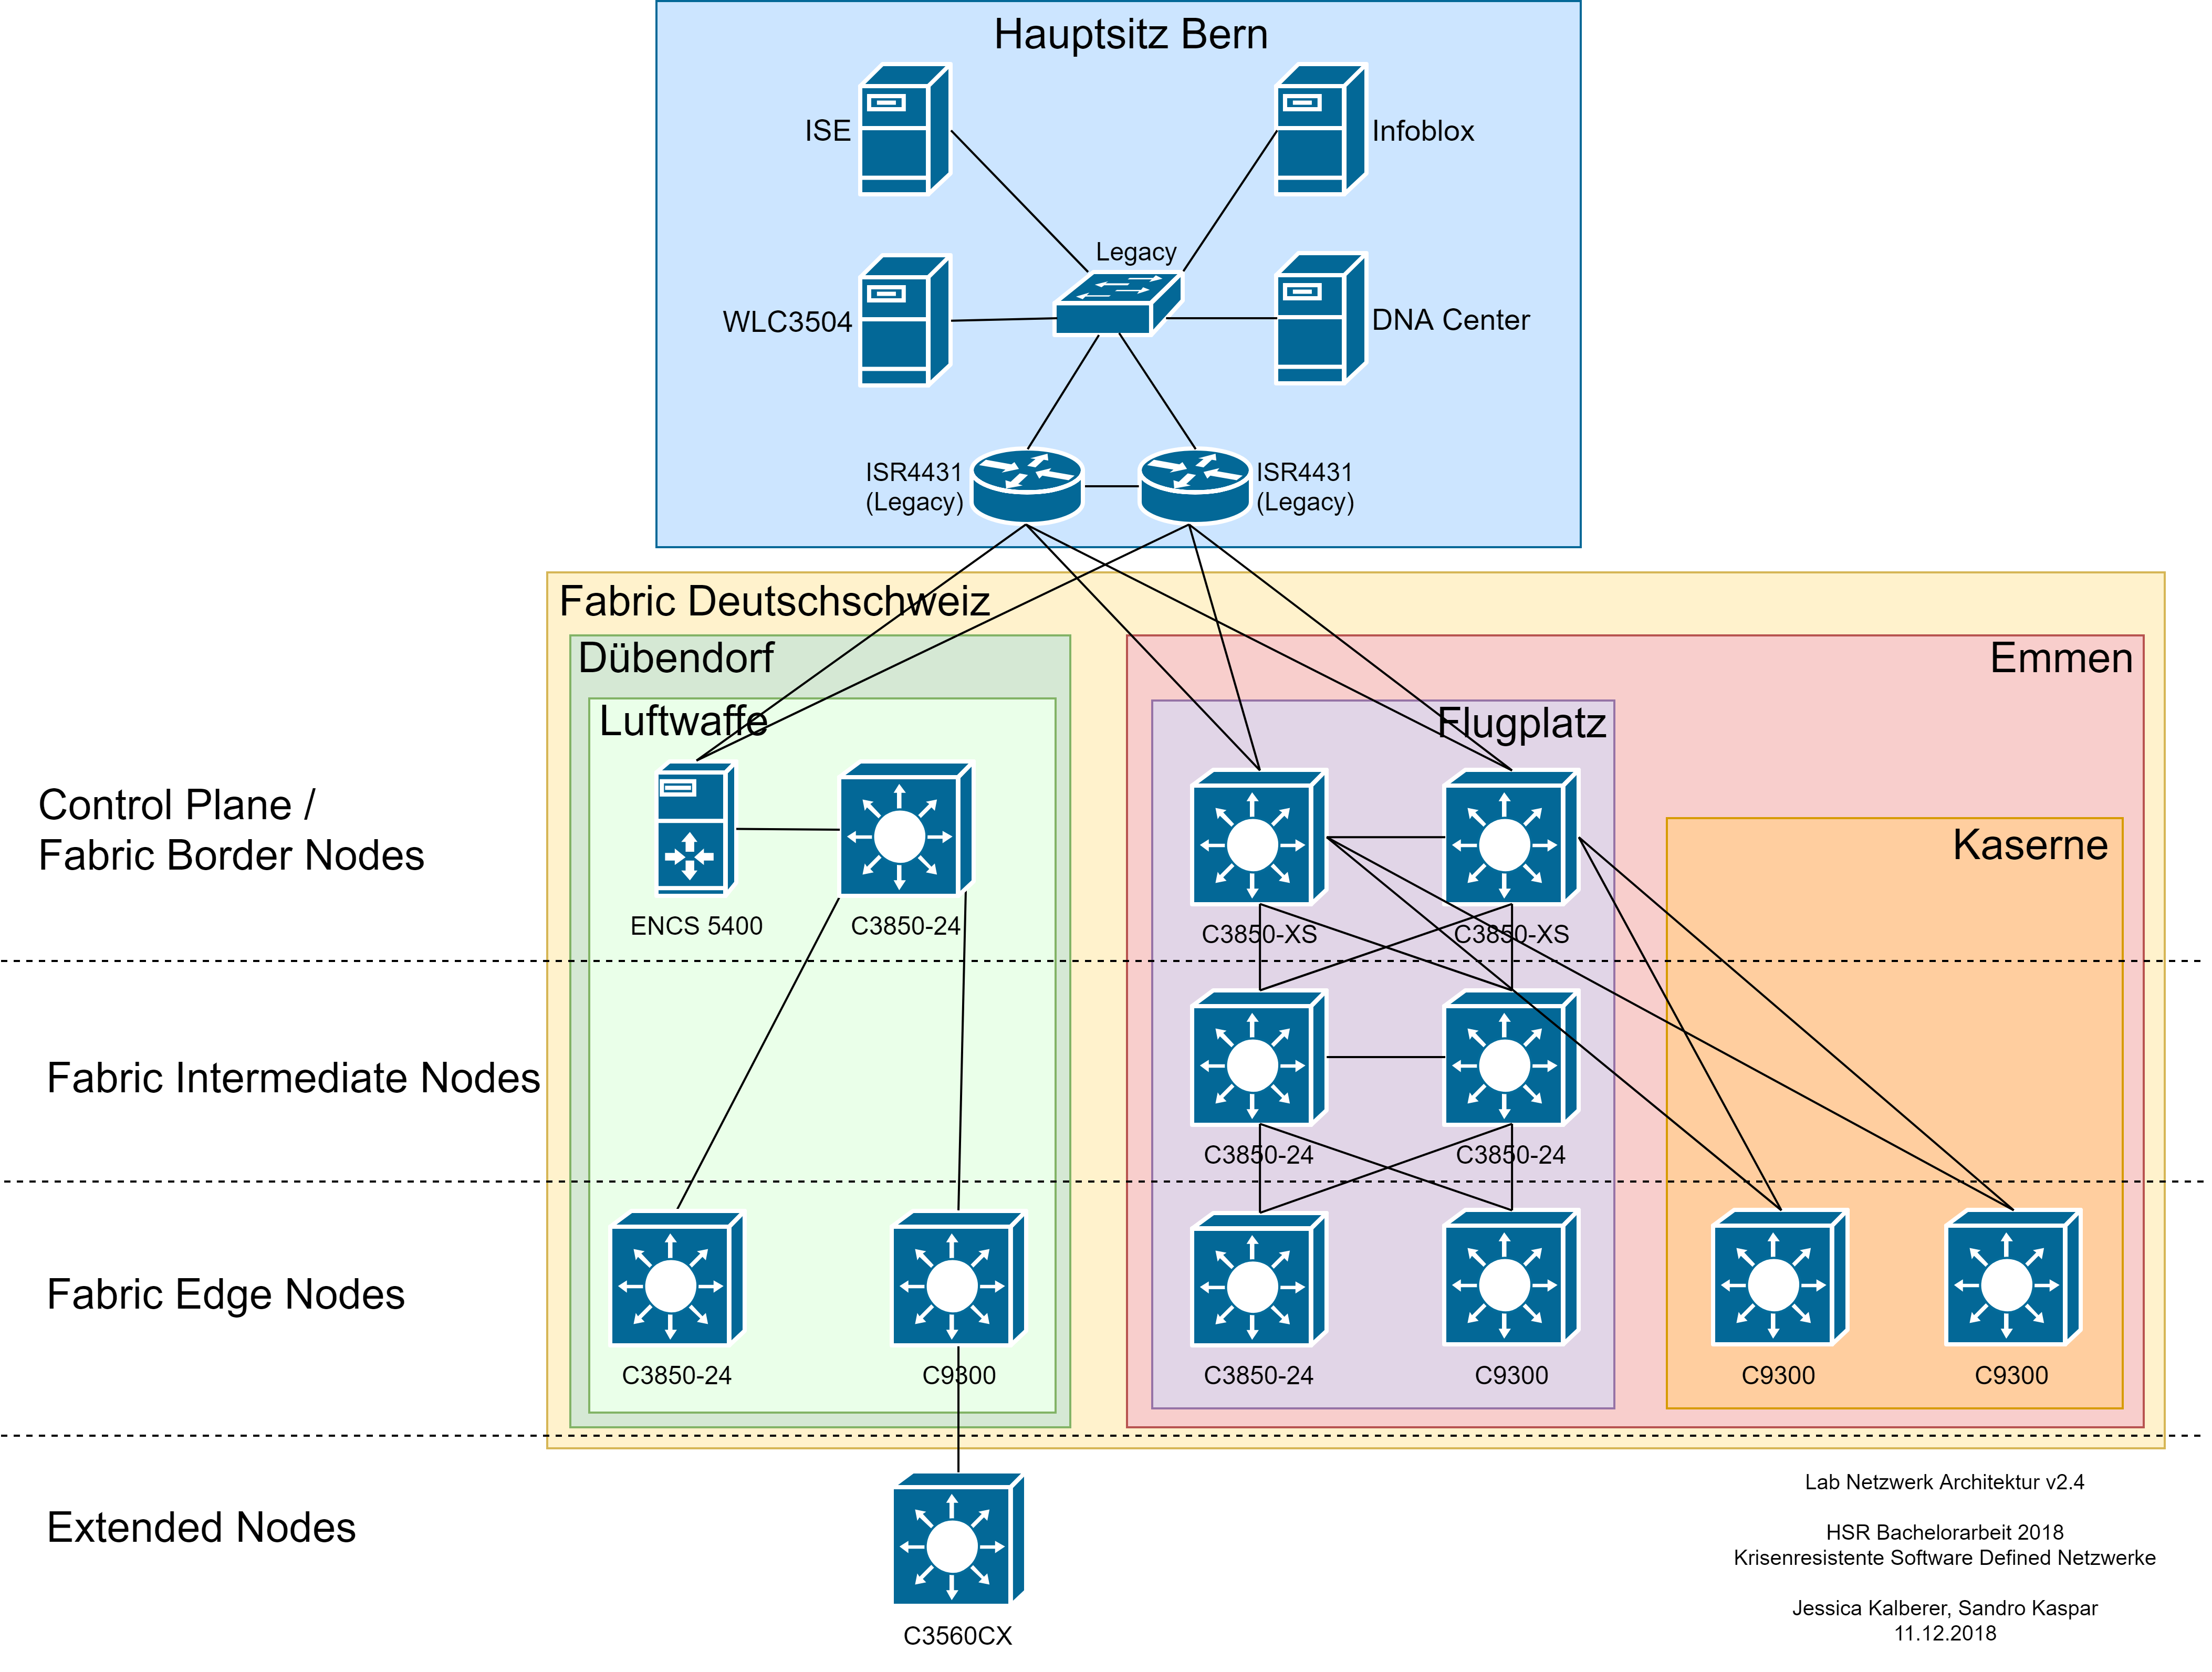 Hauptsitz Bern
ISE
Infoblox
Legacy
WLC3504
DNA Center
ISR4431
(Legacy)
ISR4431
(Legacy)
Fabric Deutschschweiz
Dübendorf
Emmen
Luftwaffe
Flugplatz
Control Plane /
Fabric Border Nodes
Kaserne
ENCS 5400
C3850-24
C3850-XS
C3850-XS
Fabric Intermediate Nodes
C3850-24
C3850-24
Fabric Edge Nodes
C3850-24
C9300
C3850-24
C9300
C9300
C9300
Extended Nodes
C3560CX
Lab Netzwerk Architektur v2.4
HSR Bachelorarbeit 2018
Krisenresistente Software Defined Netzwerke
Jessica Kalberer, Sandro Kaspar
11.12.2018